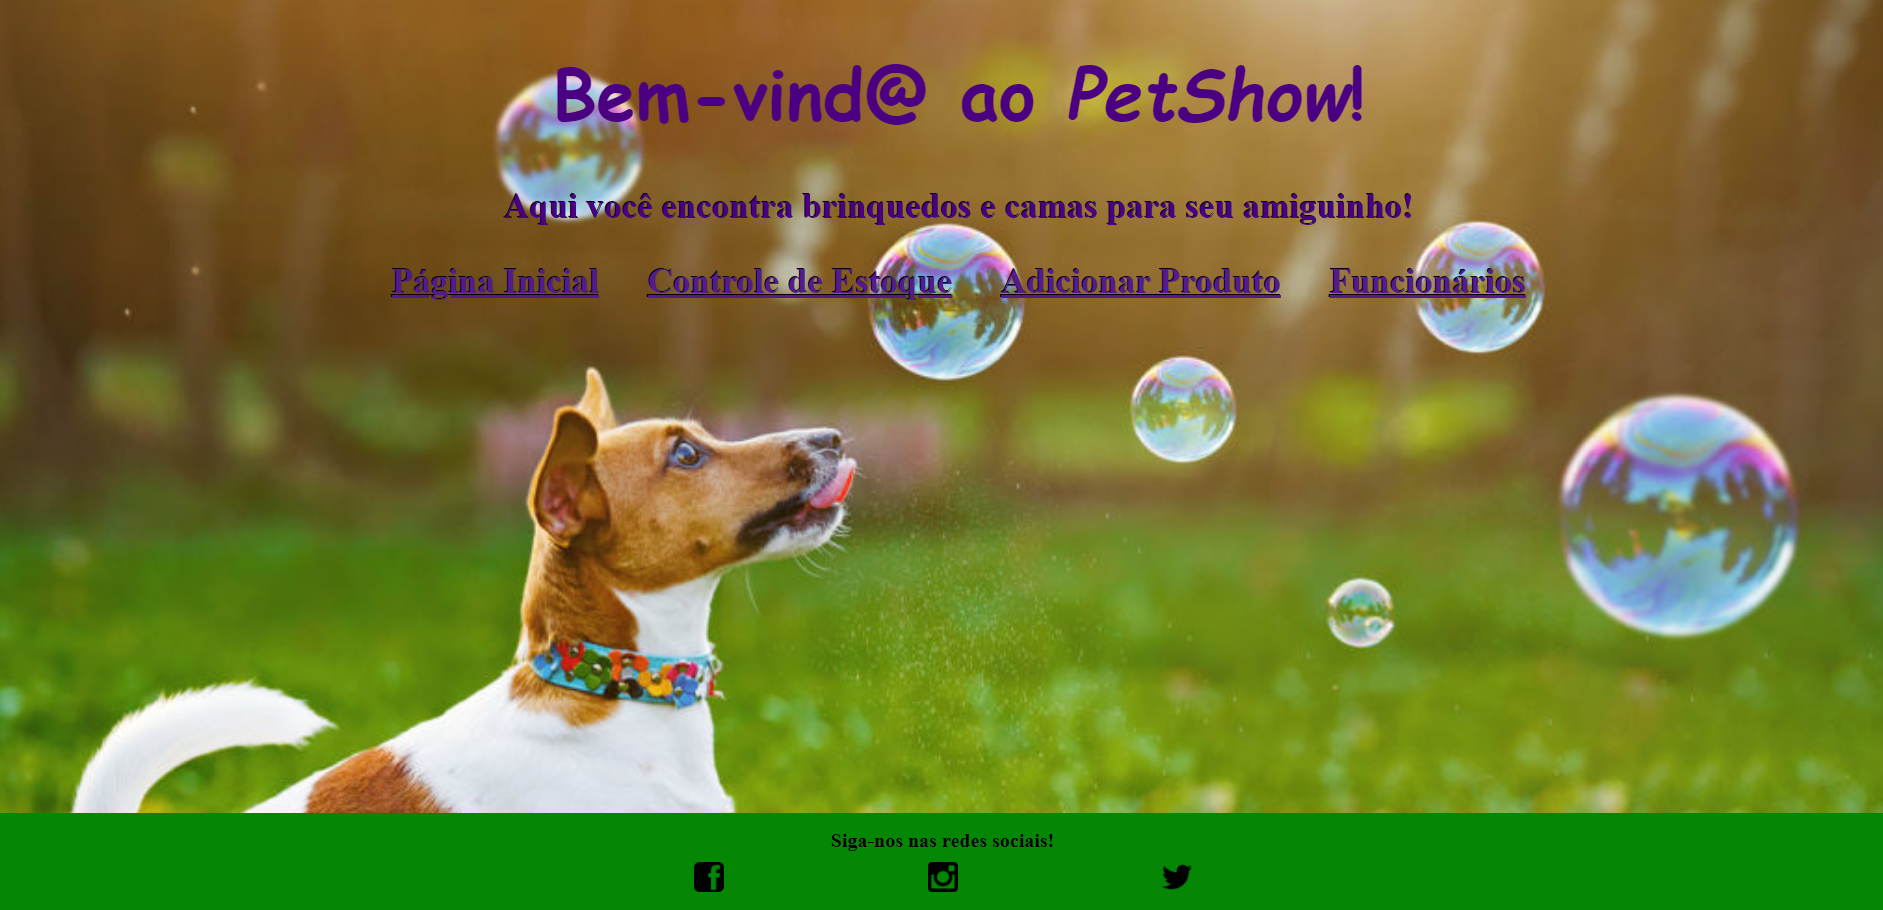 Bem-vind@ ao PetShow!
Aqui você encontra brinquedos e camas para seu amiguinho!
Página Inicial Controle de Estoque Adicionar Produto Funcionários
Siga-nos nas redes sociais!